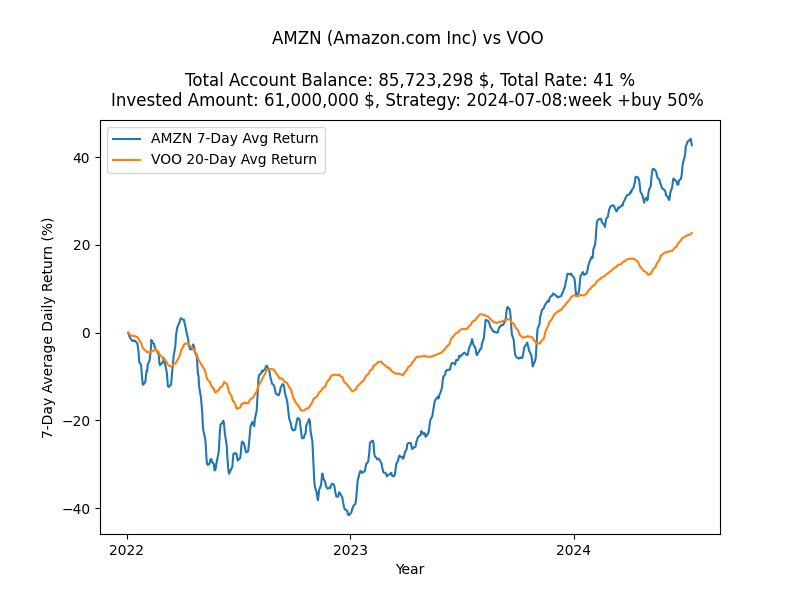 AMZN (Amazon.com Inc) vs VOO
Total Account Balance: 85,723,298 $, Total Rate: 41 %
Invested Amount: 61,000,000 $, Strategy: 2024-07-08:week +buy 50%
AMZN 7-Day Avg Return
VOO 20-Day Avg Return
7-Day Average Daily Return (%)
40
20
0
−20
−40
2022
2023
2024
Year